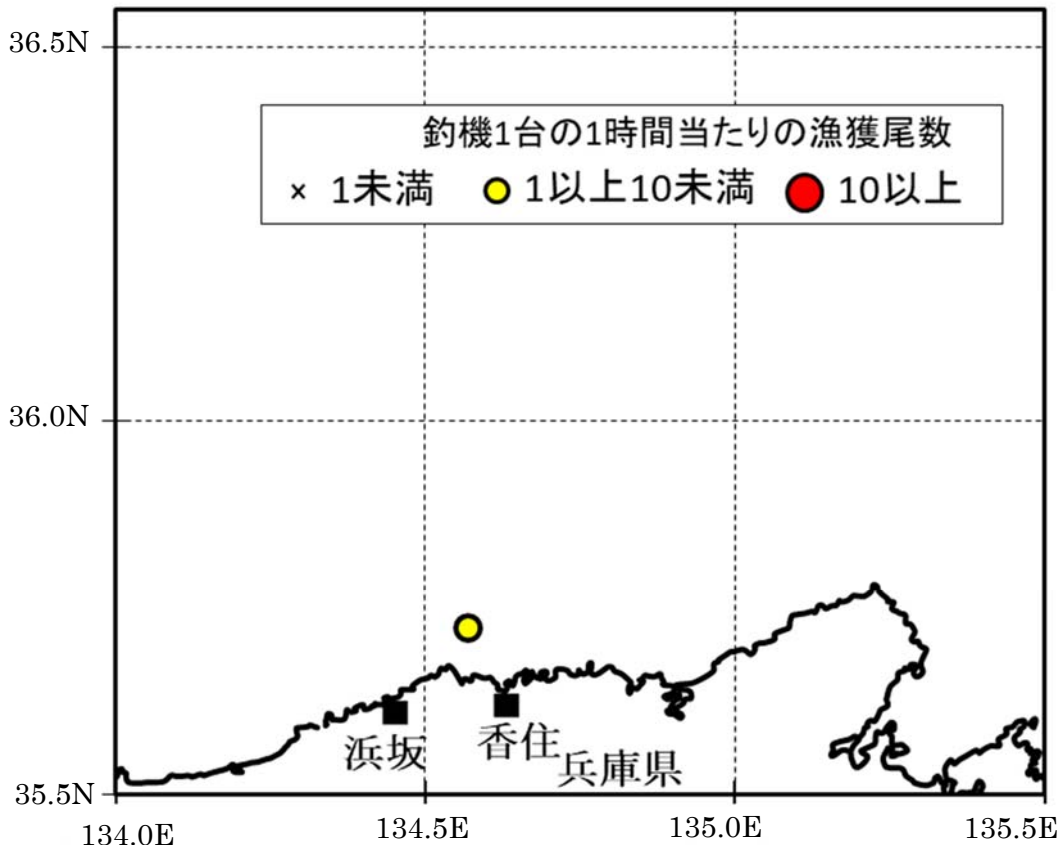 36.5N
釣機1台の1時間当たりの漁獲尾数
× 1未満 1以上10未満 10以上
36.0N
浜坂 香住 兵庫県
35.5N
134.0E 134.5E 135.0E 135.5E